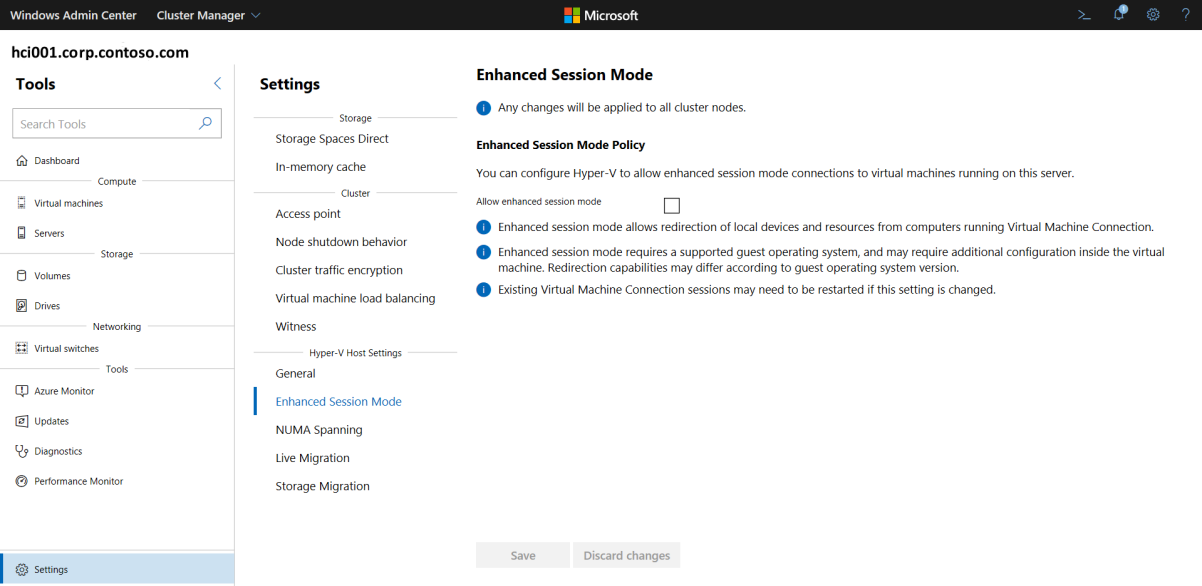 Windows Admin Center
Cluster Manager
Microsoft
1
?
hci001.corp.contoso.com
Tools
Search Tools
Dashboard
Compute
Virtual machines
Servers
Storage
Volumes
Drives
Networking
Virtual switches
Tools
Azure Monitor
Updates
Diagnostics
Performance Monitor
Settings
Settings
Storage
Storage Spaces Direct
In-memory cache
Cluster
Access point
Node shutdown behavior
Cluster traffic encryption
Virtual machine load balancing
Witness
Hyper-V Host Settings
General
Enhanced Session Mode
NUMA Spanning
Live Migration
Storage Migration
Enhanced Session Mode
Any changes will be applied to all cluster nodes.
Enhanced Session Mode Policy
You can configure Hyper-V to allow enhanced session mode connections to virtual machines running on this server.
Allow enhanced session mode
Enhanced session mode allows redirection of local devices and resources from computers running Virtual Machine Connection.
Enhanced session mode requires a supported guest operating system, and may require additional configuration inside the virtual
machine. Redirection capabilities may differ according to guest operating system version.
Existing Virtual Machine Connection sessions may need to be restarted if this setting is changed.
Save
Discard changes